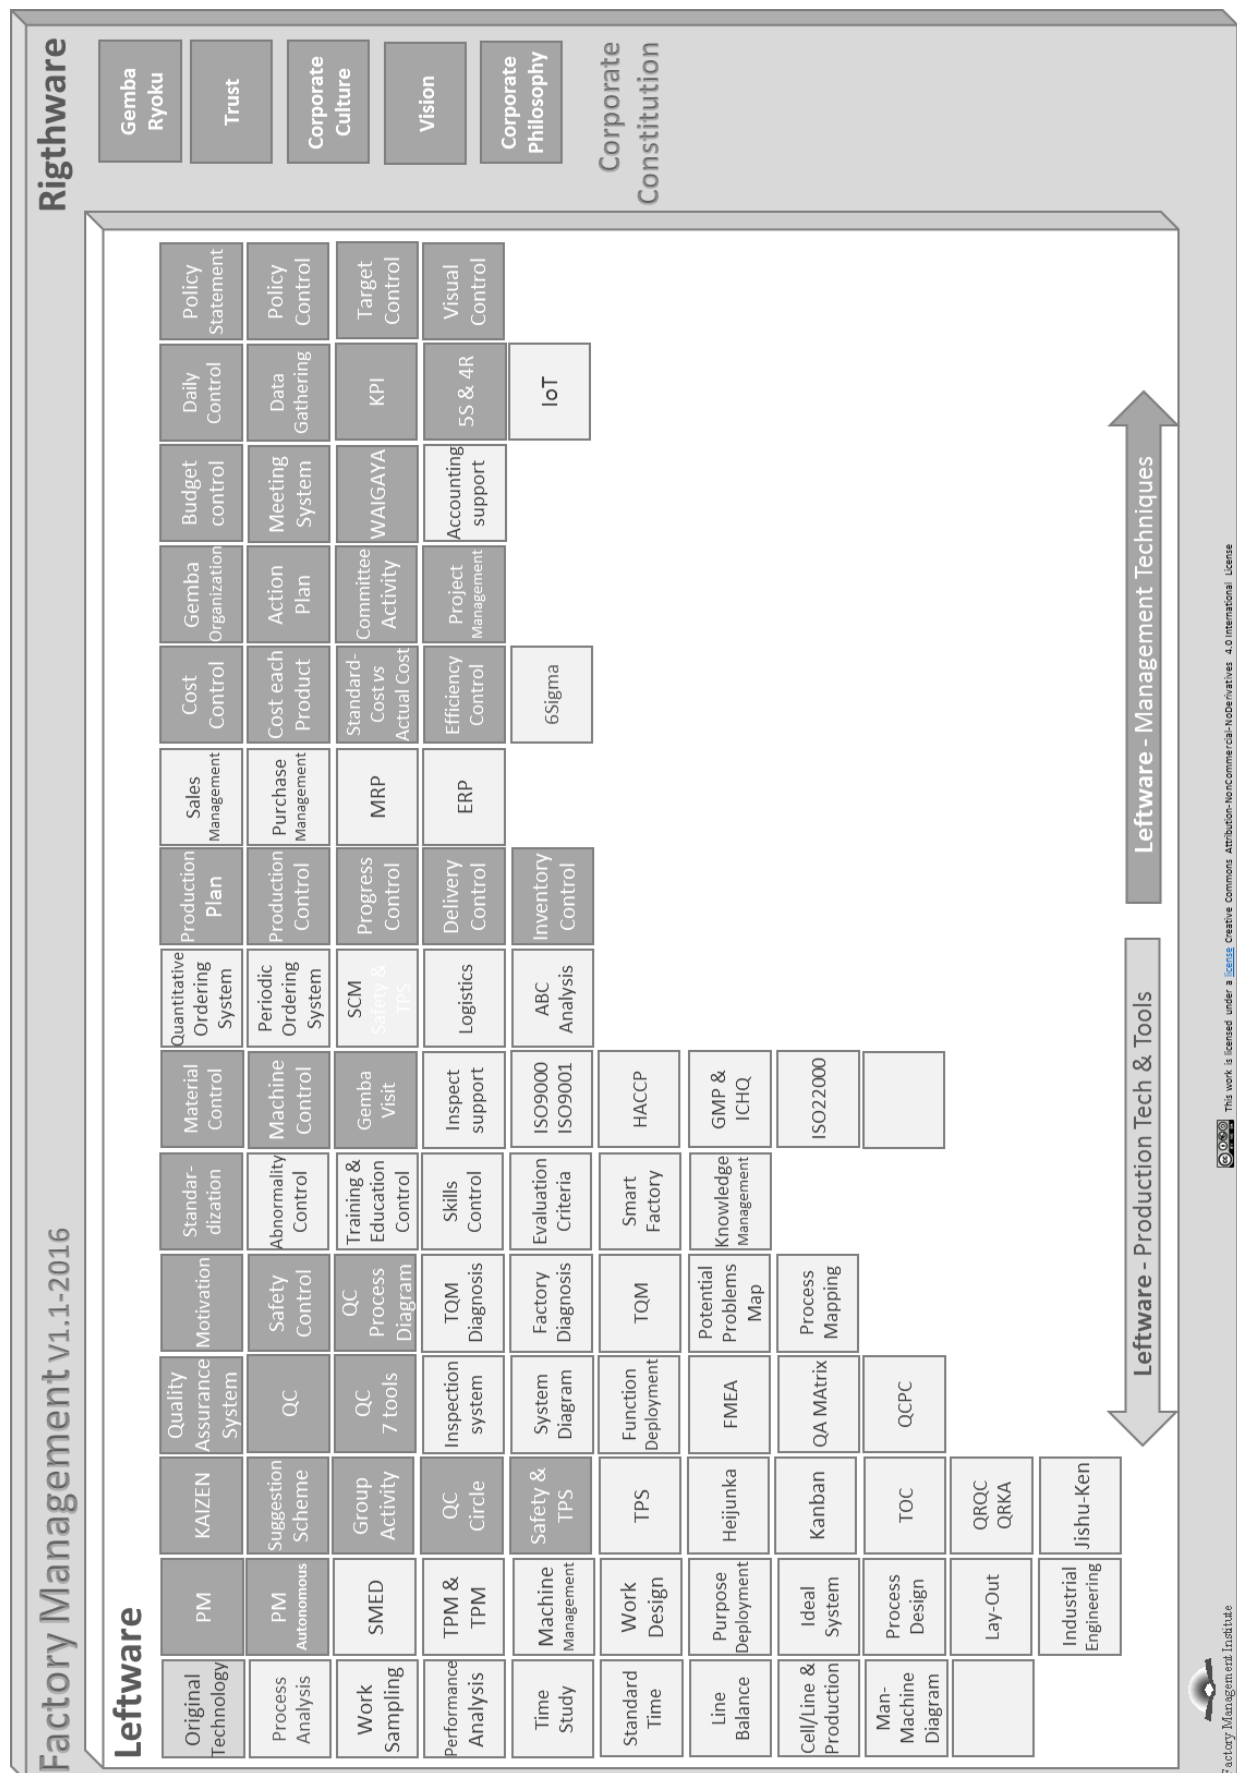 Factory Management V1.1-2016
Leftware
Rigthware
Original
Technology
PM
KAIZEN
Quality
Assurance
System
Motivation
Standar-
dization
Material
Control
Quantitative
Ordering
System
Production
Plan
Sales
Management
Cost
Control
Gemba
Organization
Budget
control
Daily
Control
Policy
Statement
Process
Analysis
PM
Autonomous
Suggestion
Scheme
QC
Safety
Control
Abnormality
Control
Machine
Control
Periodic
Ordering
System
Production
Control
Purchase
Management
Cost each
Product
Action
Plan
Meeting
System
Data
Gathering
Policy
Control
Work
Sampling
SMED
Group
Activity
QC
7 tools
QC
Process
Diagram
Training &
Education
Control
Gemba
Visit
SCM
Safety &
TPS
Progress
Control
MRP
Standard-
Cost vs
Actual Cost
Committee
Activity
WAIGAYA
KPI
Target
Control
Performance
Analysis
TPM &
TPM
QC
Circle
Inspection
system
TQM
Diagnosis
Skills
Control
Inspect
support
Logistics
Delivery
Control
ERP
Efficiency
Control
Project
Management
Accounting
support
5S & 4R
Visual
Control
Time
Study
Machine
Management
Safety &
TPS
System
Diagram
Factory
Diagnosis
Evaluation
Criteria
ISO9000
ISO9001
ABC
Analysis
Inventory
Control
6Sigma
IoT
Standard
Time
Work
Design
TPS
Function
Deployment
TQM
Smart
Factory
HACCP
Line
Balance
Purpose
Deployment
Heijunka
FMEA
Potential
Problems
Map
Knowledge
Management
GMP &
ICHQ
Cell/Line &
Production
Ideal
System
Kanban
QA MAtrix
Process
Mapping
ISO22000
Man-
Machine
Diagram
Process
Design
TOC
QCPC
Lay-Out
QRQC
QRKA
Industrial
Engineering
Jishu-Ken
Gemba
Ryoku
Trust
Corporate
Culture
Vision
Corporate
Philosophy
Corporate
Constitution
Leftware - Production Tech & Tools
Leftware - Management Techniques
Factory Management Institute
This work is licensed under a license Creative Commons Attribution-NonCommercial-NoDerivatives 4.0 International License